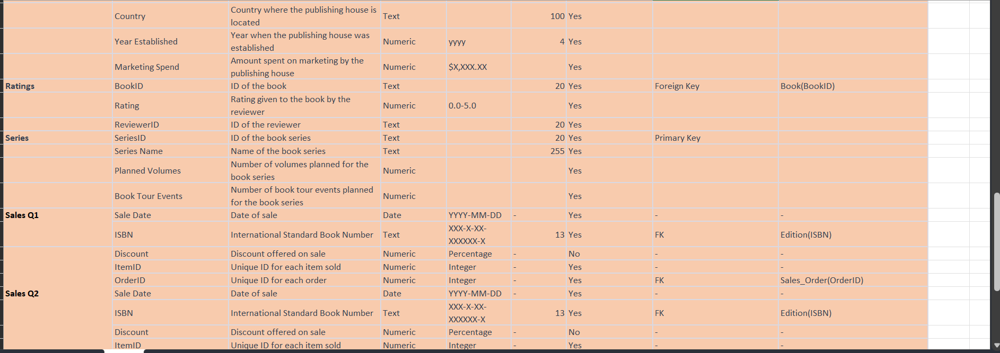 Country Country where the publishing house is located Text 100 Yes
Year Established Year when the publishing house was established Numeric yyyy 4 Yes
Marketing Spend Amount spent on marketing by the publishing house Numeric $X,XXX.XX Yes
Ratings BookID ID of the book Text 20 Yes Foreign Key Book(BookID)
Rating Rating given to the book by the reviewer Numeric 0.0-5.0 Yes
ReviewerID ID of the reviewer Text 20 Yes
Series SeriesID ID of the book series Text 20 Yes Primary Key
Series Name Name of the book series Text 255 Yes
Planned Volumes Number of volumes planned for the book series Numeric Yes
Book Tour Events Number of book tour events planned for the book series Numeric Yes
Sales Q1 Sale Date Date of sale Date YYYY-MM-DD - Yes - -
ISBN International Standard Book Number Text XXX-X-XX-XXXXXX-X 13 Yes FK Edition(ISBN)
Discount Discount offered on sale Numeric Percentage - No - -
ItemID Unique ID for each item sold Numeric Integer - Yes - -
OrderID Unique ID for each order Numeric Integer - Yes FK Sales_Order(OrderID)
Sales Q2 Sale Date Date of sale Date YYYY-MM-DD - Yes - -
ISBN International Standard Book Number Text XXX-X-XX-XXXXXX-X 13 Yes FK Edition(ISBN)
Discount Discount offered on sale Numeric Percentage - No - -
ItemID Unique ID for each item sold Numeric Integer - Yes - -